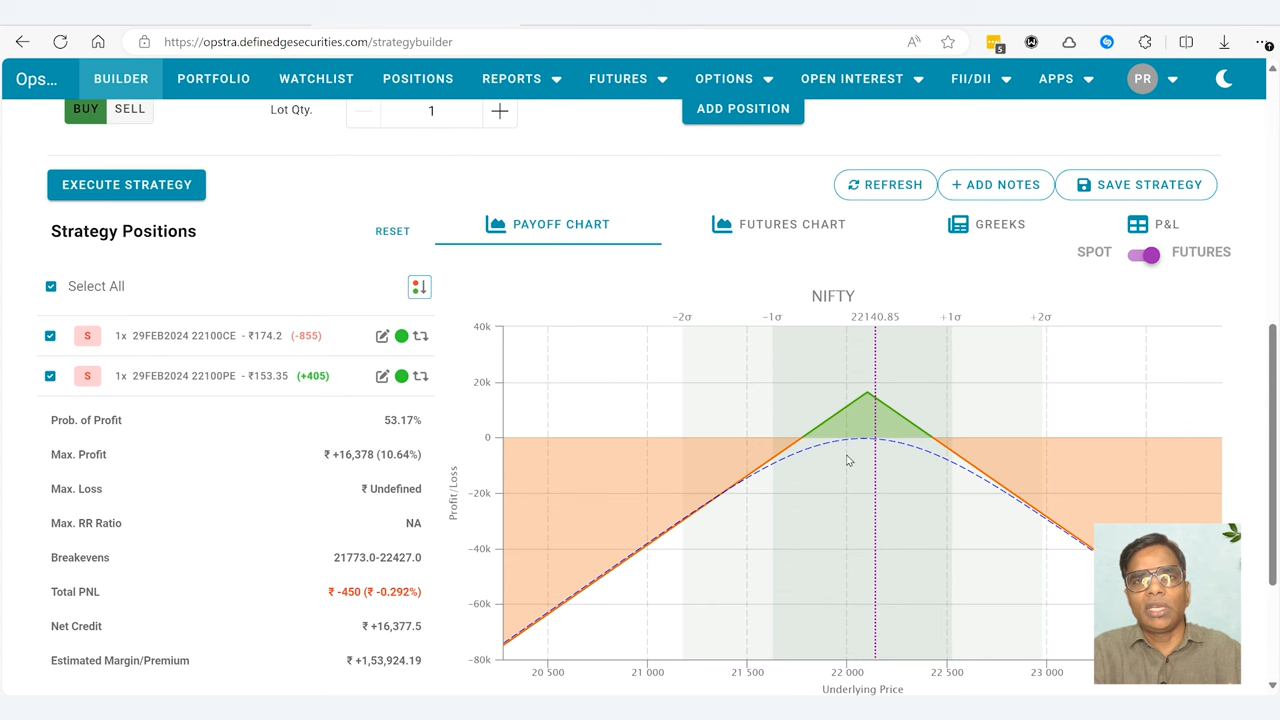 https://opstra.definedgesecurities.com/strategybuilder
5
Ops... BUILDER PORTFOLIO WATCHLIST POSITIONS REPORTS FUTURES OPTIONS OPEN INTEREST FII/DII APPS PR
BUY SELL Lot Qty. 1 ADD POSITION
EXECUTE STRATEGY REFRESH + ADD NOTES SAVE STRATEGY
Strategy Positions RESET PAYOFF CHART FUTURES CHART GREEKS P&L
SPOT FUTURES
Select All
S 1x 29FEB2024 22100CE - ₹174.2 (-855)
S 1x 29FEB2024 22100PE - ₹153.35 (+405)
Prob. of Profit 53.17%
Max. Profit ₹ +16,378 (10.64%)
Max. Loss ₹ Undefined
Max. RR Ratio NA
Breakevens 21773.0-22427.0
Total PNL ₹ -450 (₹ -0.292%)
Net Credit ₹ +16,377.5
Estimated Margin/Premium ₹ +1,53,924.19
NIFTY
-2σ -1σ 22140.85 +1σ +2σ
40k
20k
0
-20k
-40k
-60k
-80k
Profit/Loss
20 500 21 000 21 500 22 000 22 500 23 000
Underlying Price